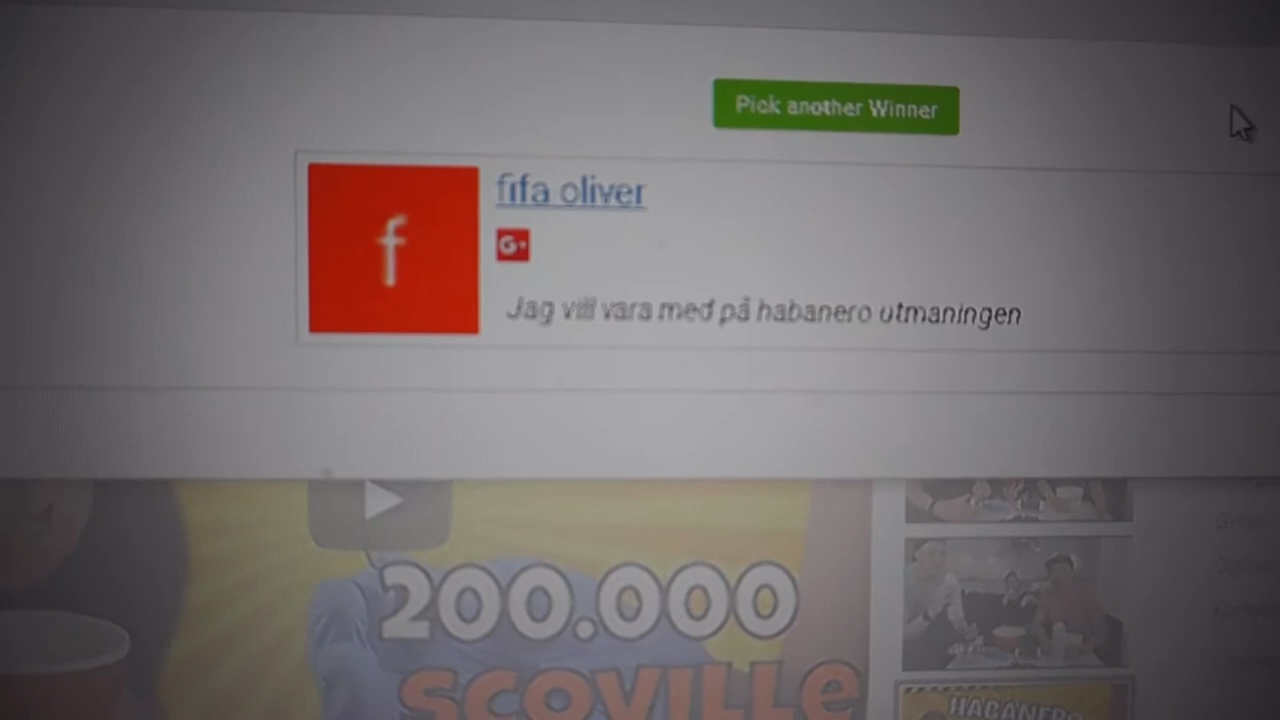 Pick another Winner
fifa oliver
f
G+
Jag vill vara med på habanero utmaningen
200.000
SCOVILLE
HABANERO